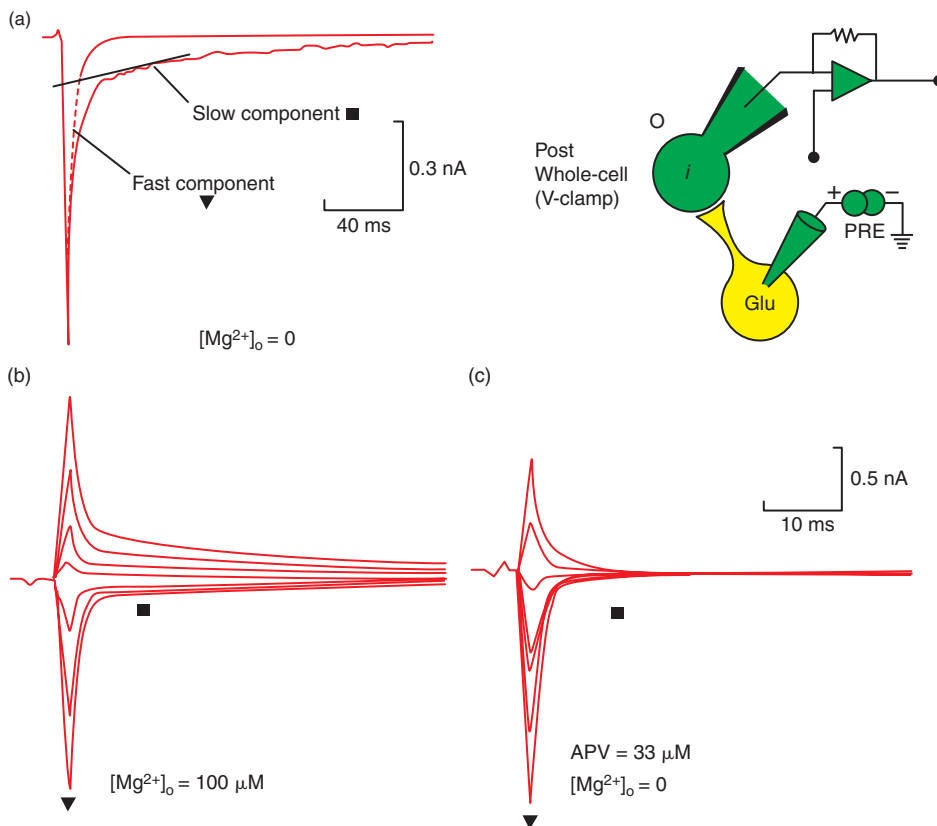 (a)
Slow component ■
Fast component
▼
0.3 nA
40 ms
[Mg²⁺]ₒ = 0
O
Post
Whole-cell
(V-clamp)
i
+
−
PRE
Glu
(b)
■
[Mg²⁺]ₒ = 100 µM
▼
(c)
0.5 nA
10 ms
■
APV = 33 µM
[Mg²⁺]ₒ = 0
▼